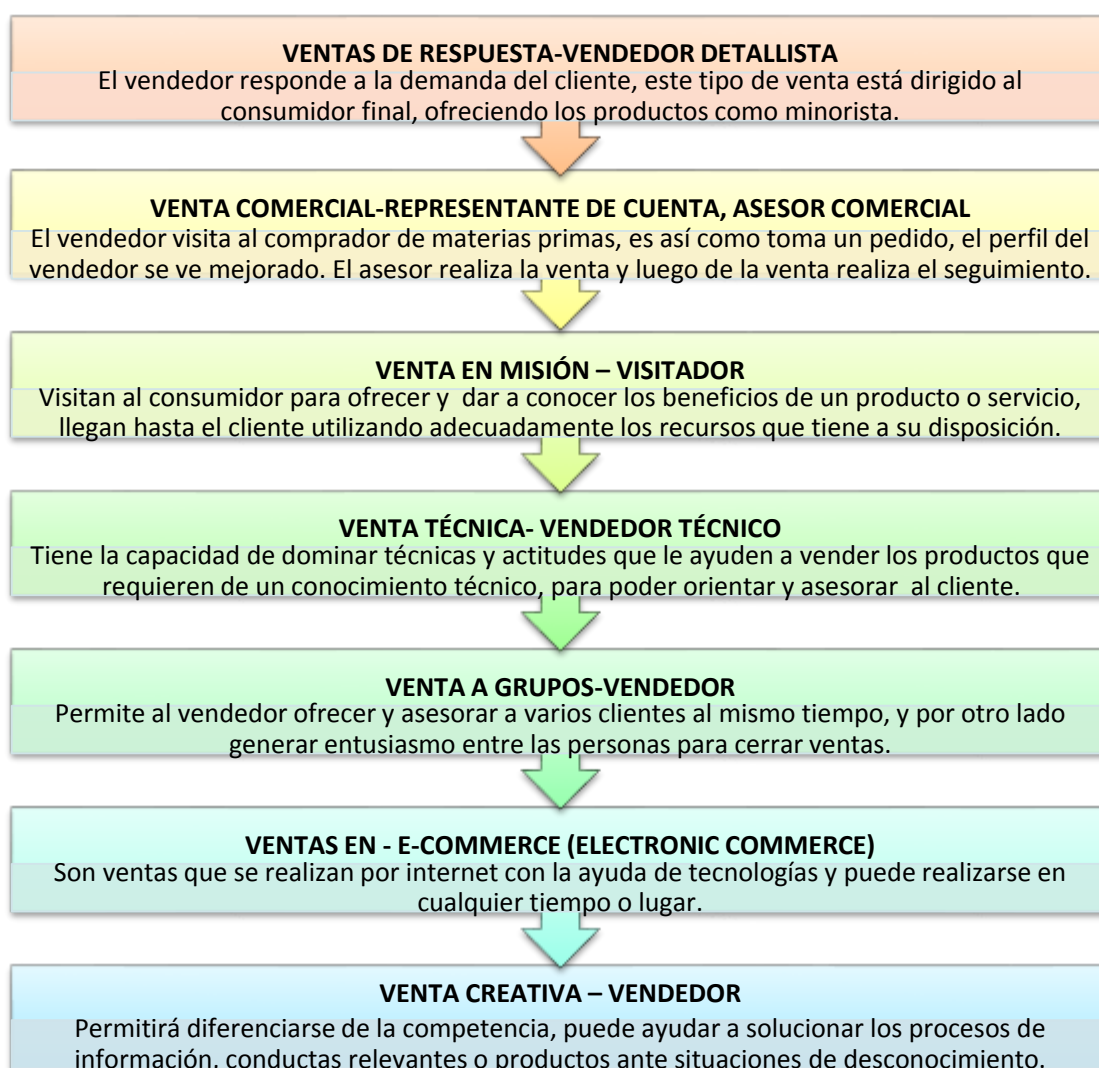 VENTAS DE RESPUESTA-VENDEDOR DETALLISTA
El vendedor responde a la demanda del cliente, este tipo de venta está dirigido al
consumidor final, ofreciendo los productos como minorista.
VENTA COMERCIAL-REPRESENTANTE DE CUENTA, ASESOR COMERCIAL
El vendedor visita al comprador de materias primas, es así como toma un pedido, el perfil del
vendedor se ve mejorado. El asesor realiza la venta y luego de la venta realiza el seguimiento.
VENTA EN MISIÓN – VISITADOR
Visitan al consumidor para ofrecer y  dar a conocer los beneficios de un producto o servicio,
llegan hasta el cliente utilizando adecuadamente los recursos que tiene a su disposición.
VENTA TÉCNICA- VENDEDOR TÉCNICO
Tiene la capacidad de dominar técnicas y actitudes que le ayuden a vender los productos que
requieren de un conocimiento técnico, para poder orientar y asesorar  al cliente.
VENTA A GRUPOS-VENDEDOR
Permite al vendedor ofrecer y asesorar a varios clientes al mismo tiempo, y por otro lado
generar entusiasmo entre las personas para cerrar ventas.
VENTAS EN - E-COMMERCE (ELECTRONIC COMMERCE)
Son ventas que se realizan por internet con la ayuda de tecnologías y puede realizarse en
cualquier tiempo o lugar.
VENTA CREATIVA – VENDEDOR
Permitirá diferenciarse de la competencia, puede ayudar a solucionar los procesos de
información, conductas relevantes o productos ante situaciones de desconocimiento.